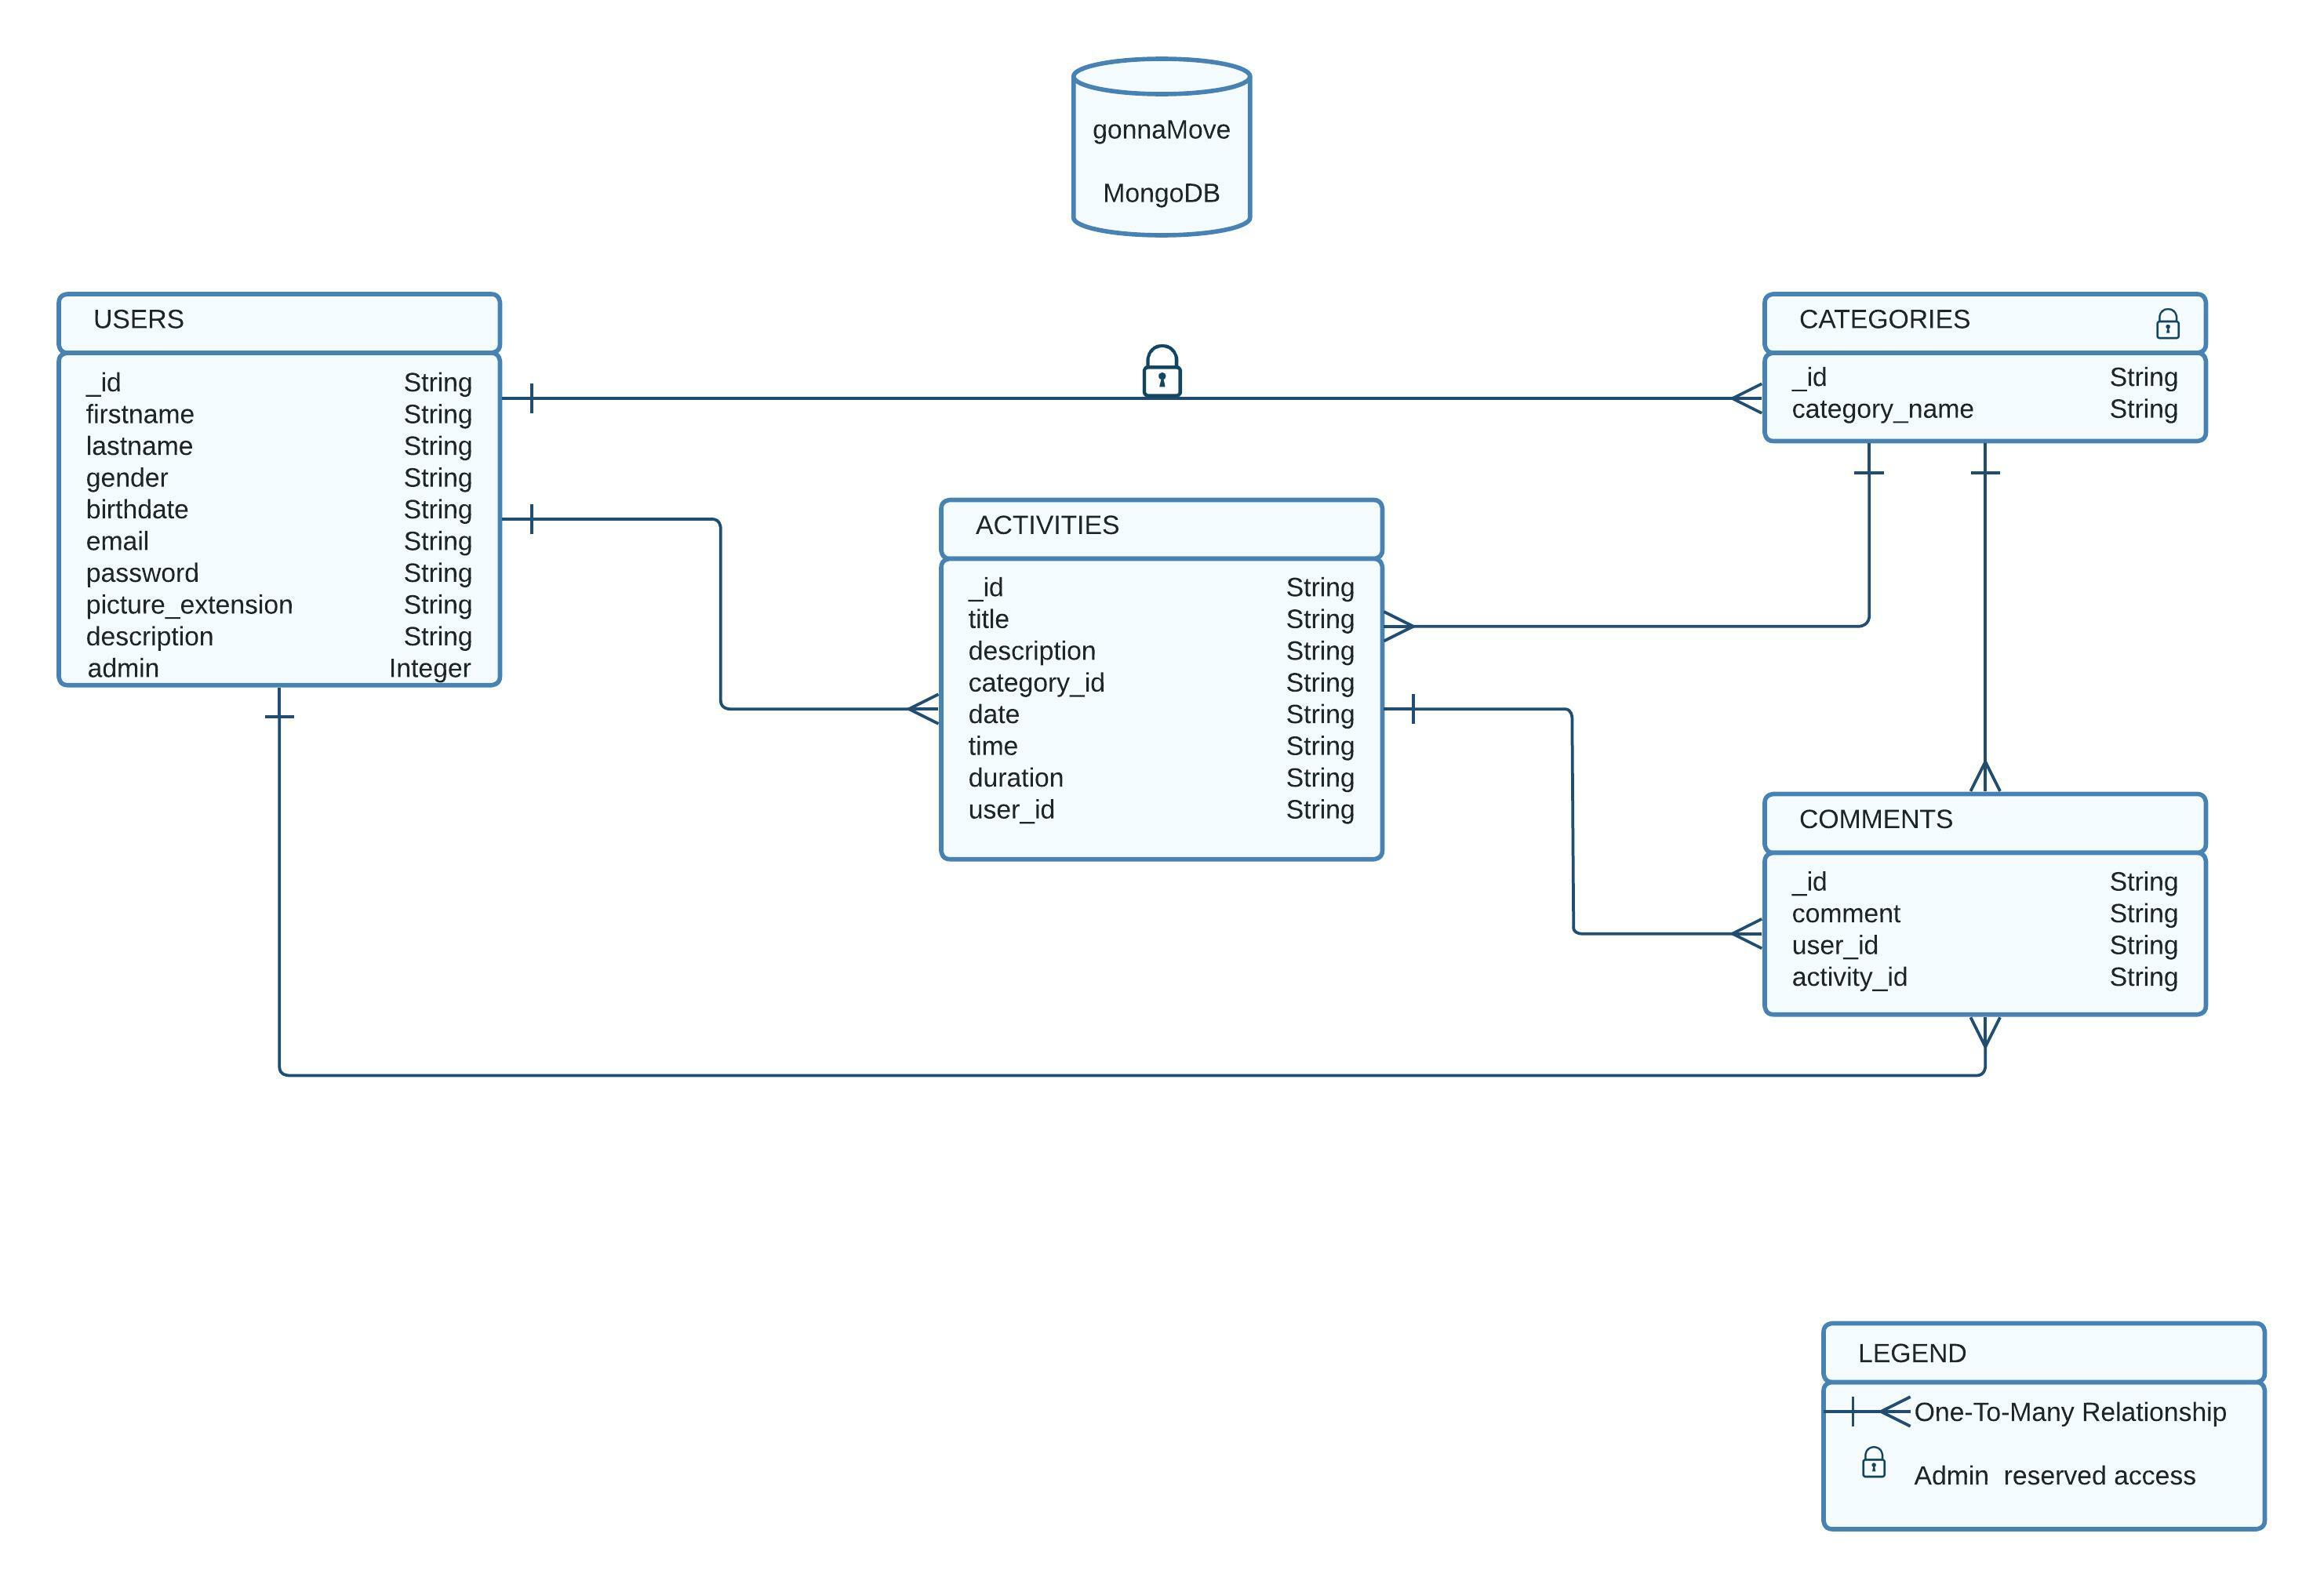 gonnaMove
MongoDB
USERS
_id String
firstname String
lastname String
gender String
birthdate String
email String
password String
picture_extension String
description String
admin Integer
CATEGORIES
_id String
category_name String
ACTIVITIES
_id String
title String
description String
category_id String
date String
time String
duration String
user_id String
COMMENTS
_id String
comment String
user_id String
activity_id String
LEGEND
One-To-Many Relationship
Admin  reserved access